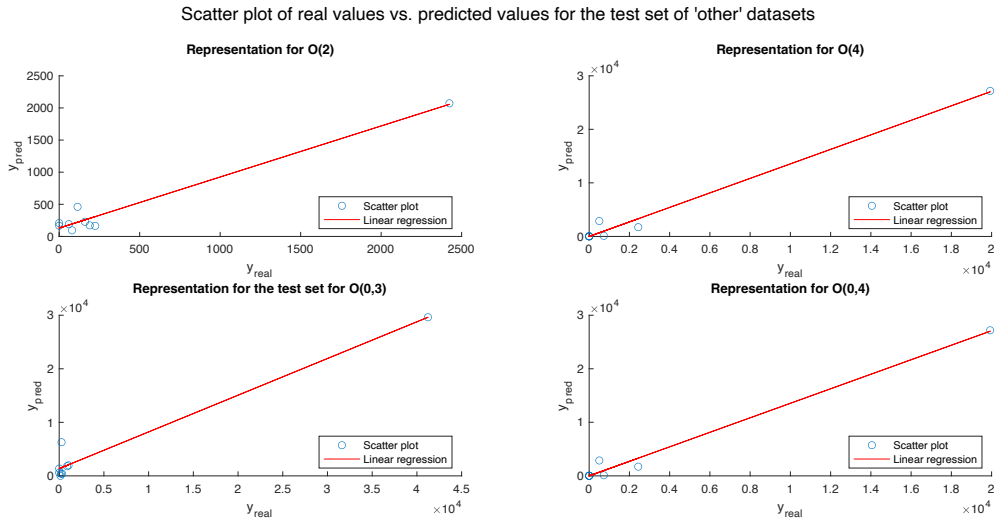 Scatter plot of real values vs. predicted values for the test set of 'other' datasets
Representation for O(2)
2500
2000
1500
1000
500
0
y_pred
0 500 1000 1500 2000 2500
y_real
Scatter plot
Linear regression
Representation for O(4)
×10^4
3
2
1
0
y_pred
0 0.2 0.4 0.6 0.8 1 1.2 1.4 1.6 1.8 2
y_real
×10^4
Scatter plot
Linear regression
Representation for the test set for O(0,3)
×10^4
3
2
1
0
y_pred
0 0.5 1 1.5 2 2.5 3 3.5 4 4.5
y_real
×10^4
Scatter plot
Linear regression
Representation for O(0,4)
×10^4
3
2
1
0
y_pred
0 0.2 0.4 0.6 0.8 1 1.2 1.4 1.6 1.8 2
y_real
×10^4
Scatter plot
Linear regression